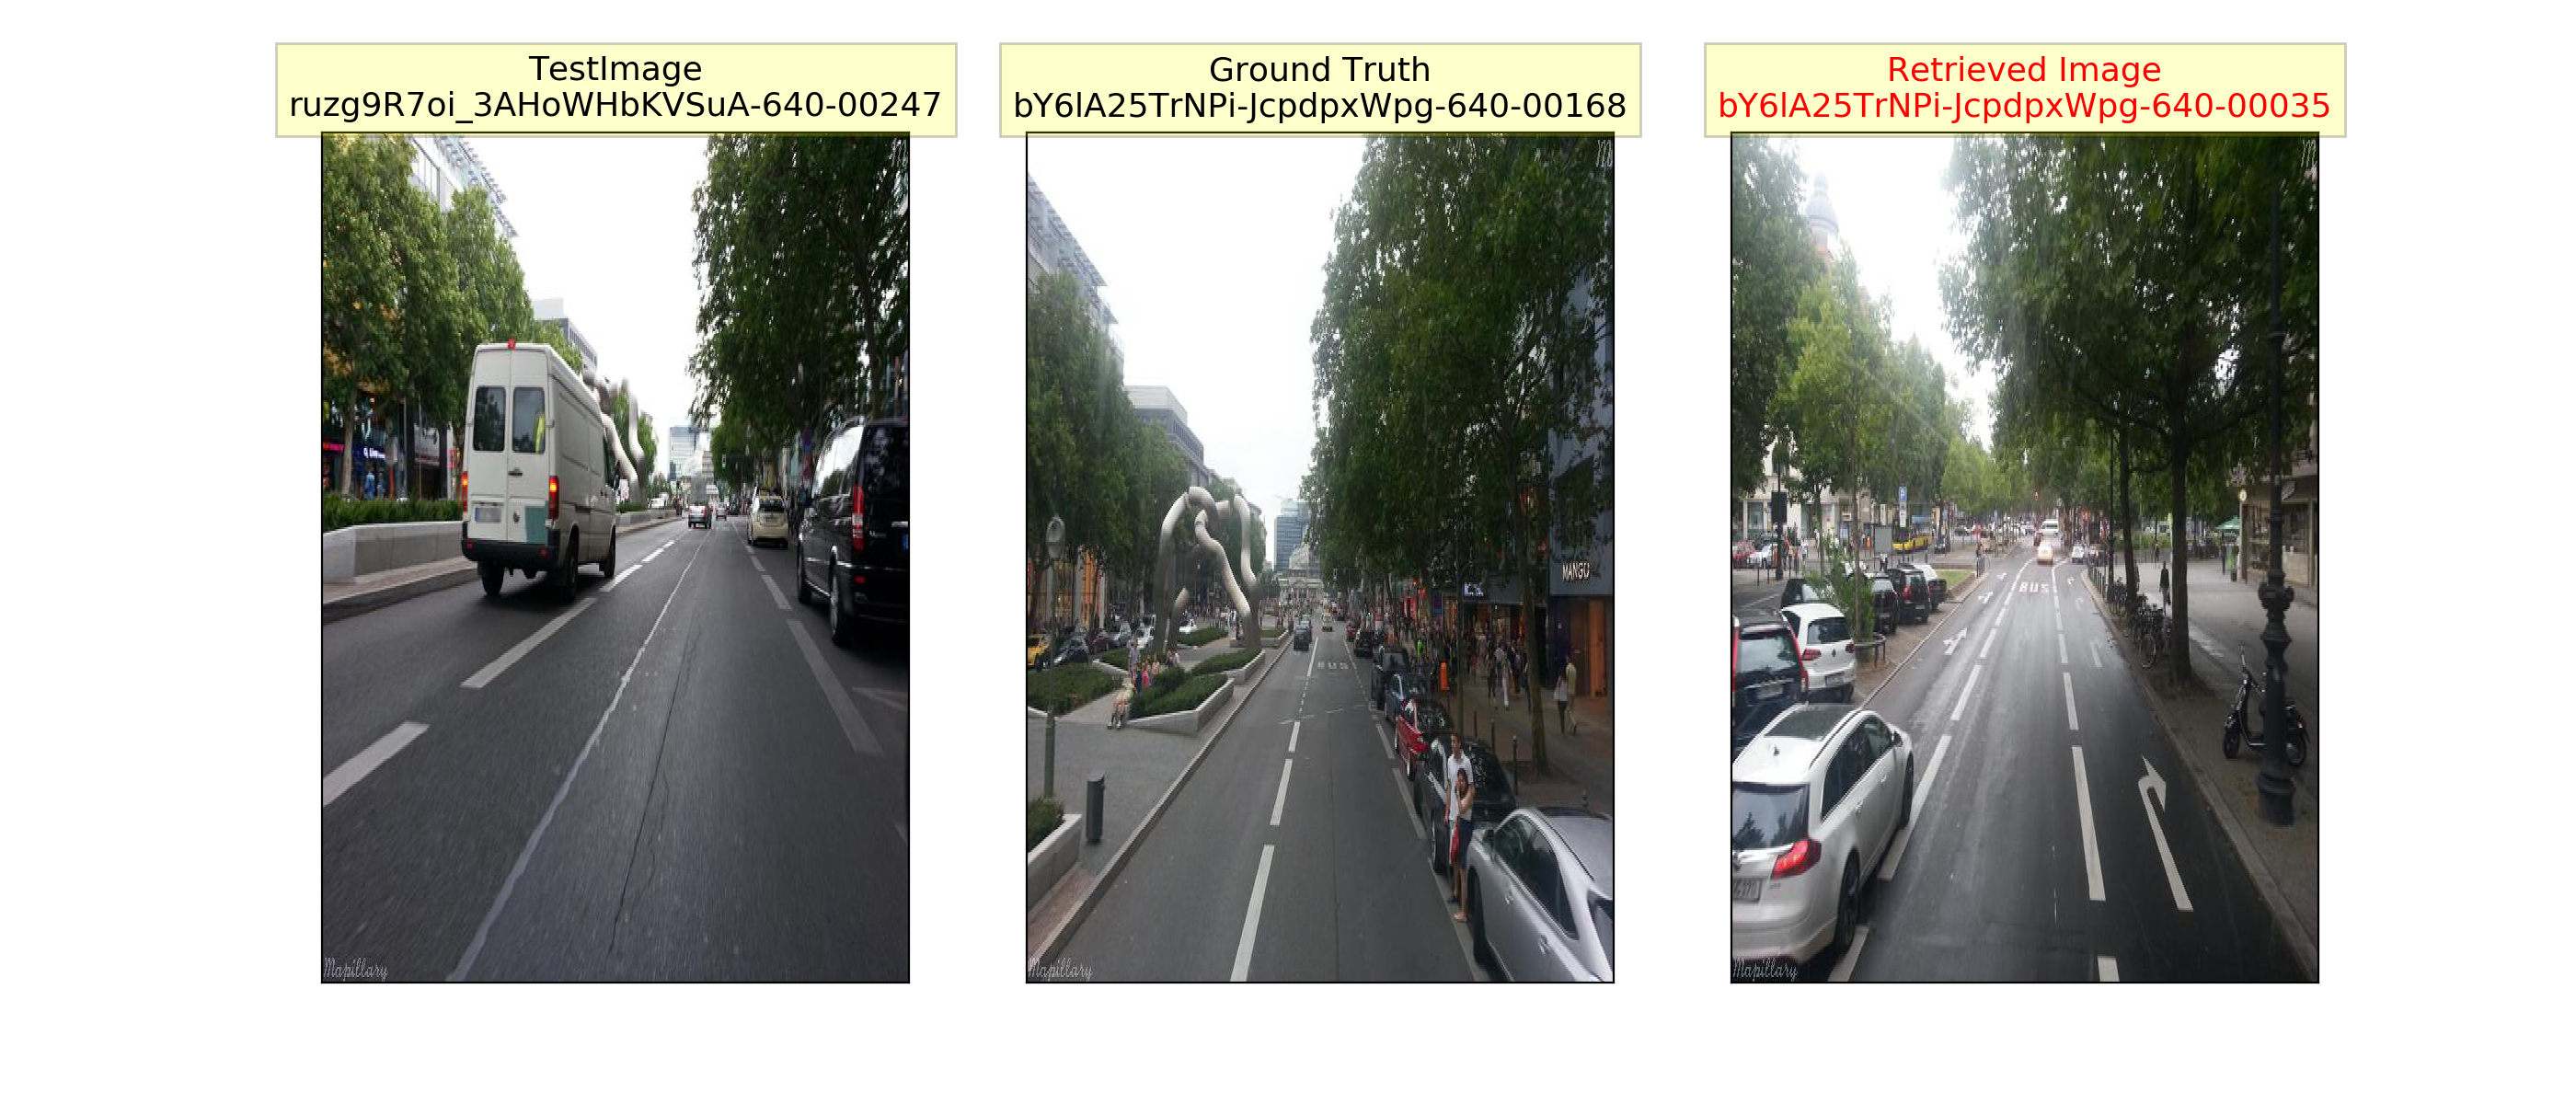 TestImage
ruzg9R7oi_3AHoWHbKVSuA-640-00247
Ground Truth
bY6lA25TrNPi-JcpdpxWpg-640-00168
Retrieved Image
bY6lA25TrNPi-JcpdpxWpg-640-00035
MANGO
BUS
BUS
Mapillary
Mapillary
Mapillary